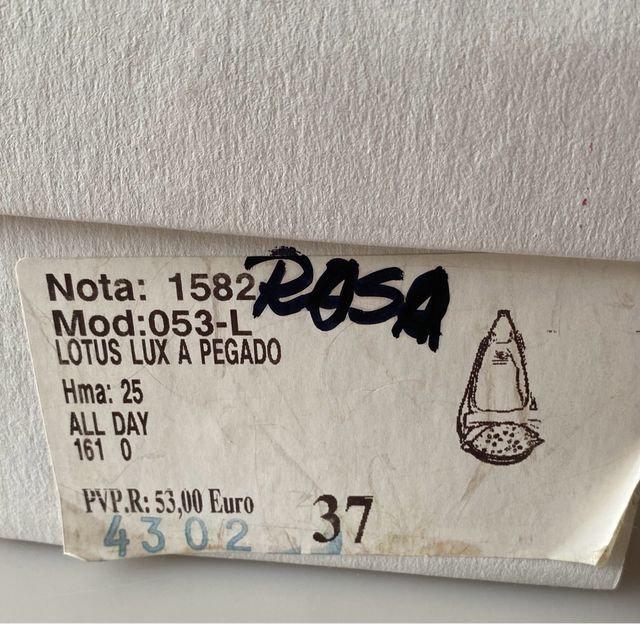 Nota: 1582 ROSA
Mod:053-L
LOTUS LUX A PEGADO
Hma: 25
ALL DAY
161 0
PVP.R: 53,00 Euro
4302 37